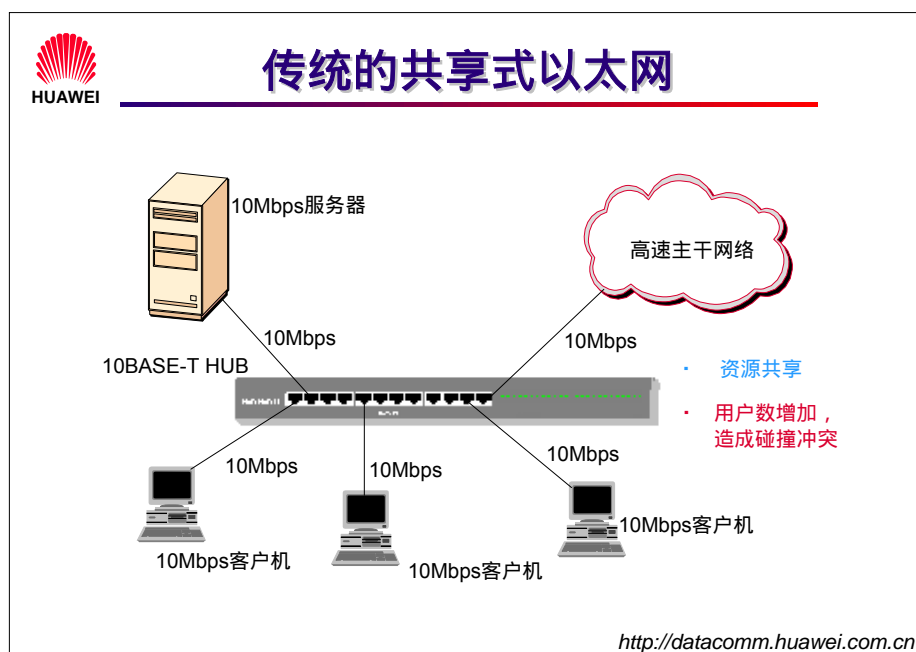 HUAWEI
传统的共享式以太网
10Mbps服务器
高速主干网络
10Mbps
10Mbps
10BASE-T HUB
· 资源共享
· 用户数增加，
造成碰撞冲突
10Mbps
10Mbps
10Mbps
10Mbps客户机
10Mbps客户机
10Mbps客户机
http://datacomm.huawei.com.cn